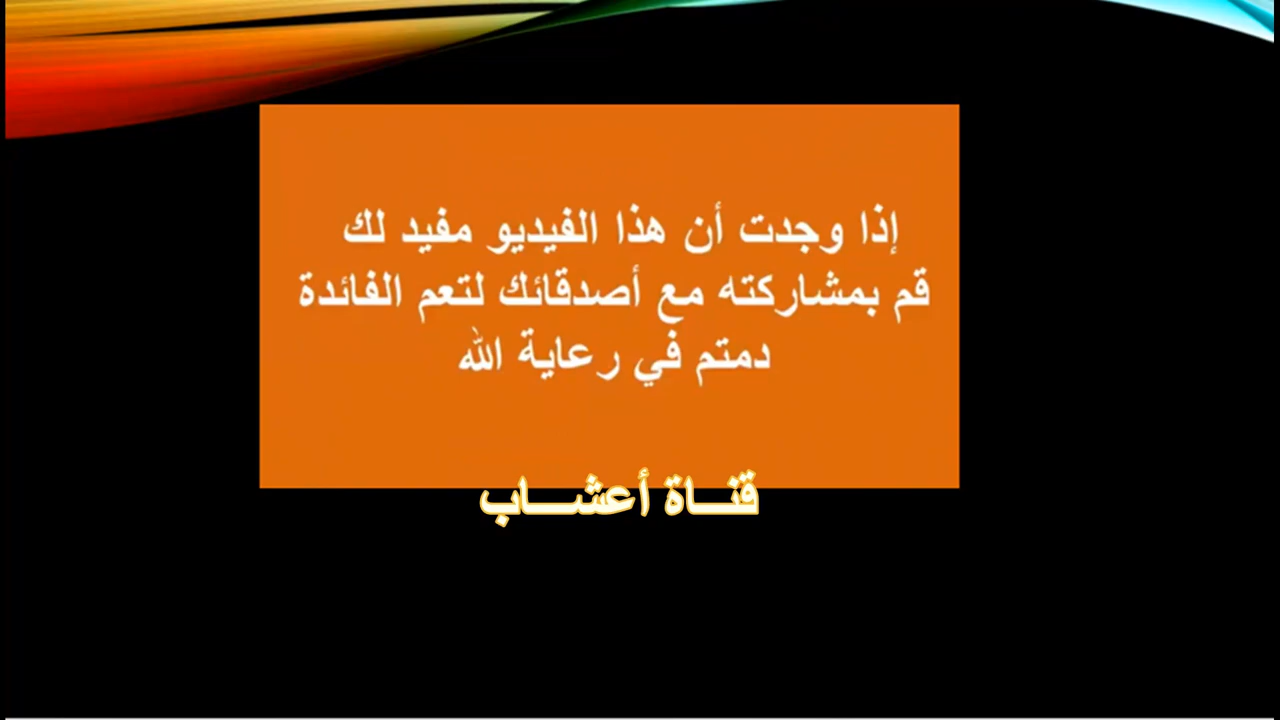 إذا وجدت أن هذا الفيديو مفيد لك
قم بمشاركته مع أصدقائك لتعم الفائدة
دمتم في رعاية الله
قنـــاة أعشـــاب